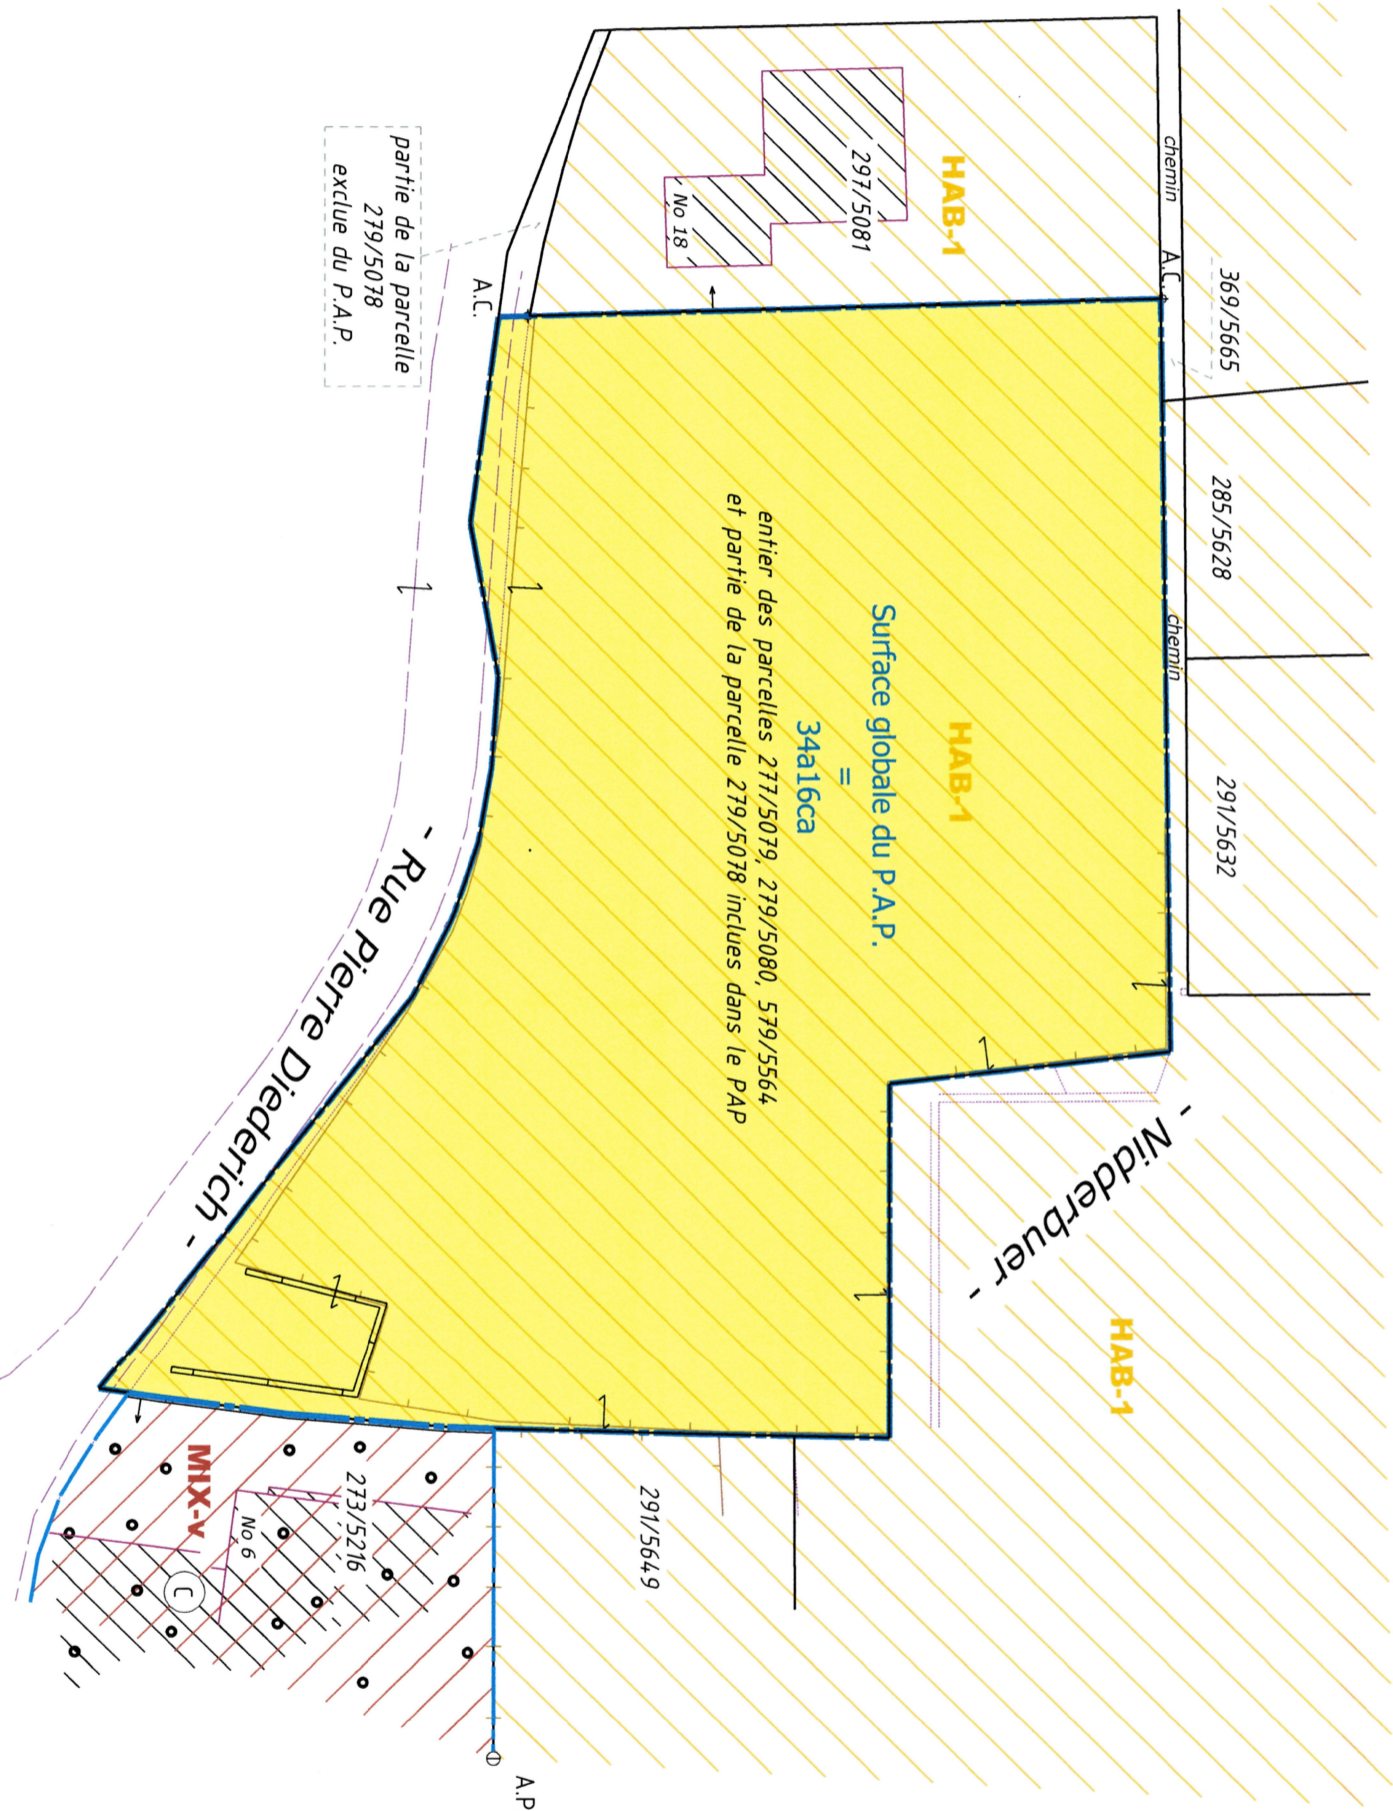 369/5665
285/5628
291/5632
chemin
A.C.
chemin
HAB-1
297/5081
No 18
HAB-1
Surface globale du P.A.P.
=
34a16ca
entier des parcelles 277/5079, 279/5080, 579/5564
et partie de la parcelle 279/5078 inclues dans le PAP
- Nidderbuer -
HAB-1
291/5649
A.C.
partie de la parcelle
279/5078
exclue du P.A.P.
- Rue Pierre Diederich -
273/5216
No 6
MIX-v
C
A.P